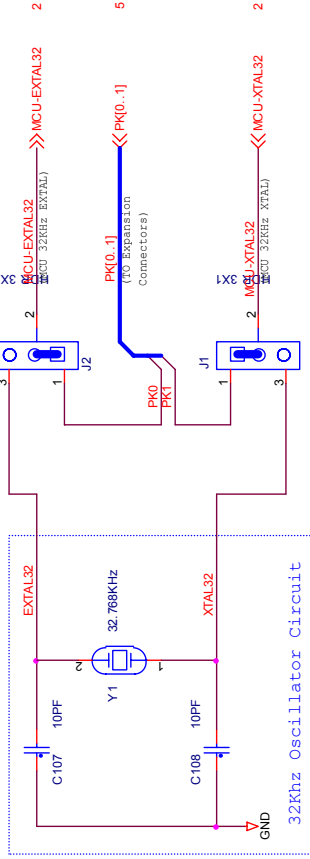 EXTAL32
MCU-EXTAL32
MCU-EXTAL32
2
(MCU 32KHz EXTAL)
HDR 3X
3
2
1
J2
C107
10PF
2
Y1
32.768KHz
1
PK[0..1]
PK[0..1]
5
(TO Expansion
Connectors)
PK0
PK1
C108
10PF
XTAL32
J1
HDR 3X1
1
2
3
MCU-XTAL32
MCU-XTAL32
2
(MCU 32KHz XTAL)
GND
32Khz Oscillator Circuit